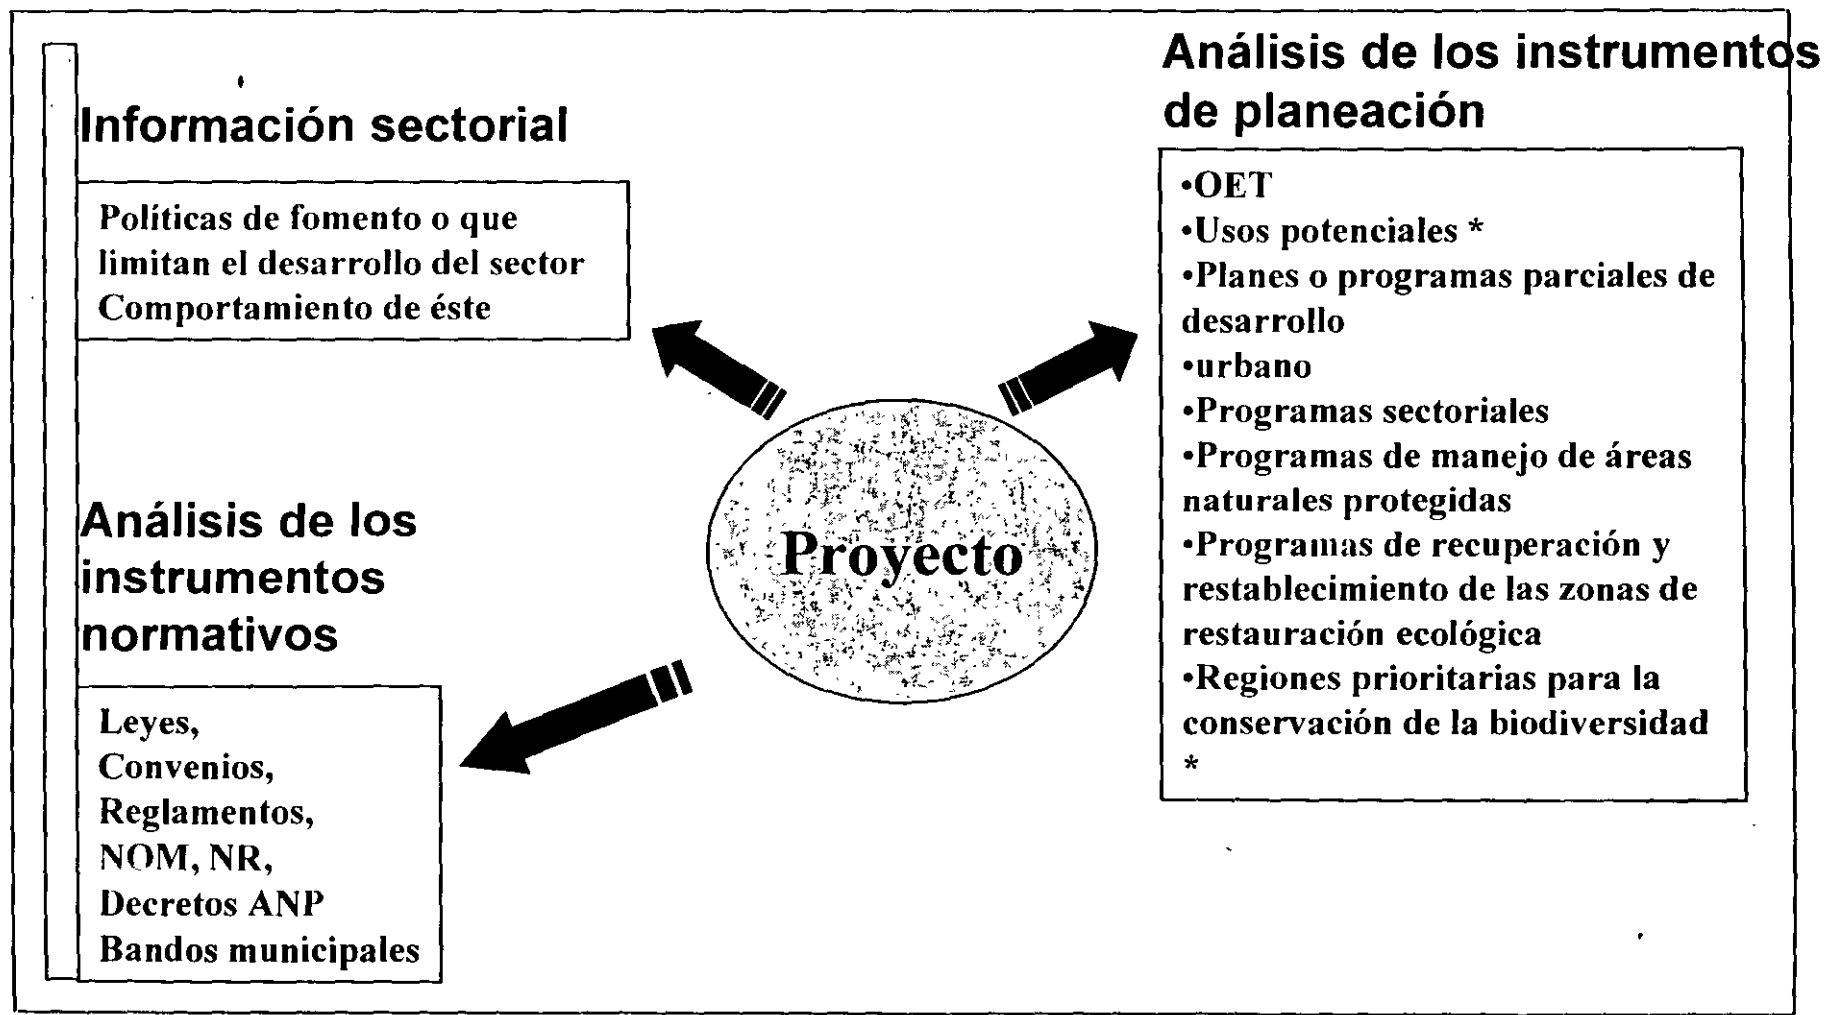 Información sectorial
Políticas de fomento o que
limitan el desarrollo del sector
Comportamiento de éste
Análisis de los
instrumentos
normativos
Leyes,
Convenios,
Reglamentos,
NOM, NR,
Decretos ANP
Bandos municipales
Proyecto
Análisis de los instrumentos
de planeación
•OET
•Usos potenciales *
•Planes o programas parciales de
desarrollo
•urbano
•Programas sectoriales
•Programas de manejo de áreas
naturales protegidas
•Programas de recuperación y
restablecimiento de las zonas de
restauración ecológica
•Regiones prioritarias para la
conservación de la biodiversidad
*